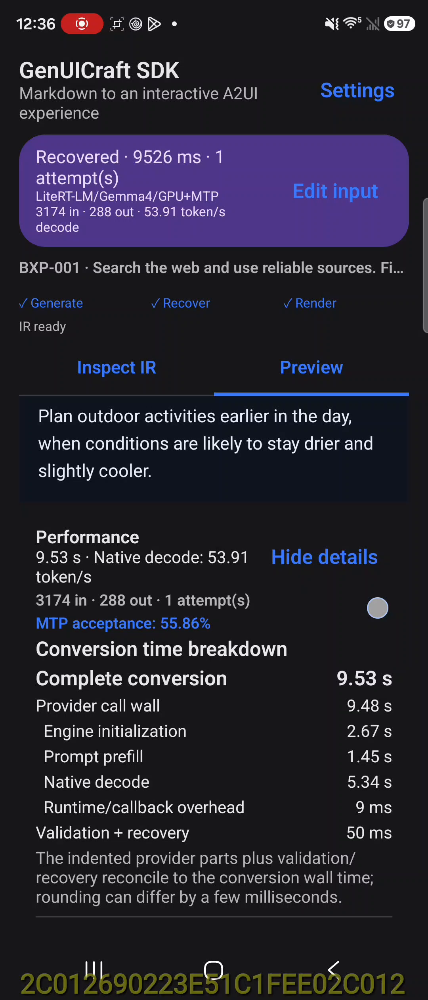 12:36
5
97
GenUICraft SDK
Markdown to an interactive A2UI
experience
Settings
Recovered · 9526 ms · 1
attempt(s)
LiteRT-LM/Gemma4/GPU+MTP
3174 in · 288 out · 53.91 token/s
decode
Edit input
BXP-001 · Search the web and use reliable sources. Fi…
✓ Generate
✓ Recover
✓ Render
IR ready
Inspect IR
Preview
Plan outdoor activities earlier in the day,
when conditions are likely to stay drier and
slightly cooler.
Performance
9.53 s · Native decode: 53.91
token/s
Hide details
3174 in · 288 out · 1 attempt(s)
MTP acceptance: 55.86%
Conversion time breakdown
Complete conversion 9.53 s
Provider call wall 9.48 s
Engine initialization 2.67 s
Prompt prefill 1.45 s
Native decode 5.34 s
Runtime/callback overhead 9 ms
Validation + recovery 50 ms
The indented provider parts plus validation/
recovery reconcile to the conversion wall time;
rounding can differ by a few milliseconds.
2C012690223E51C1FEE02C012